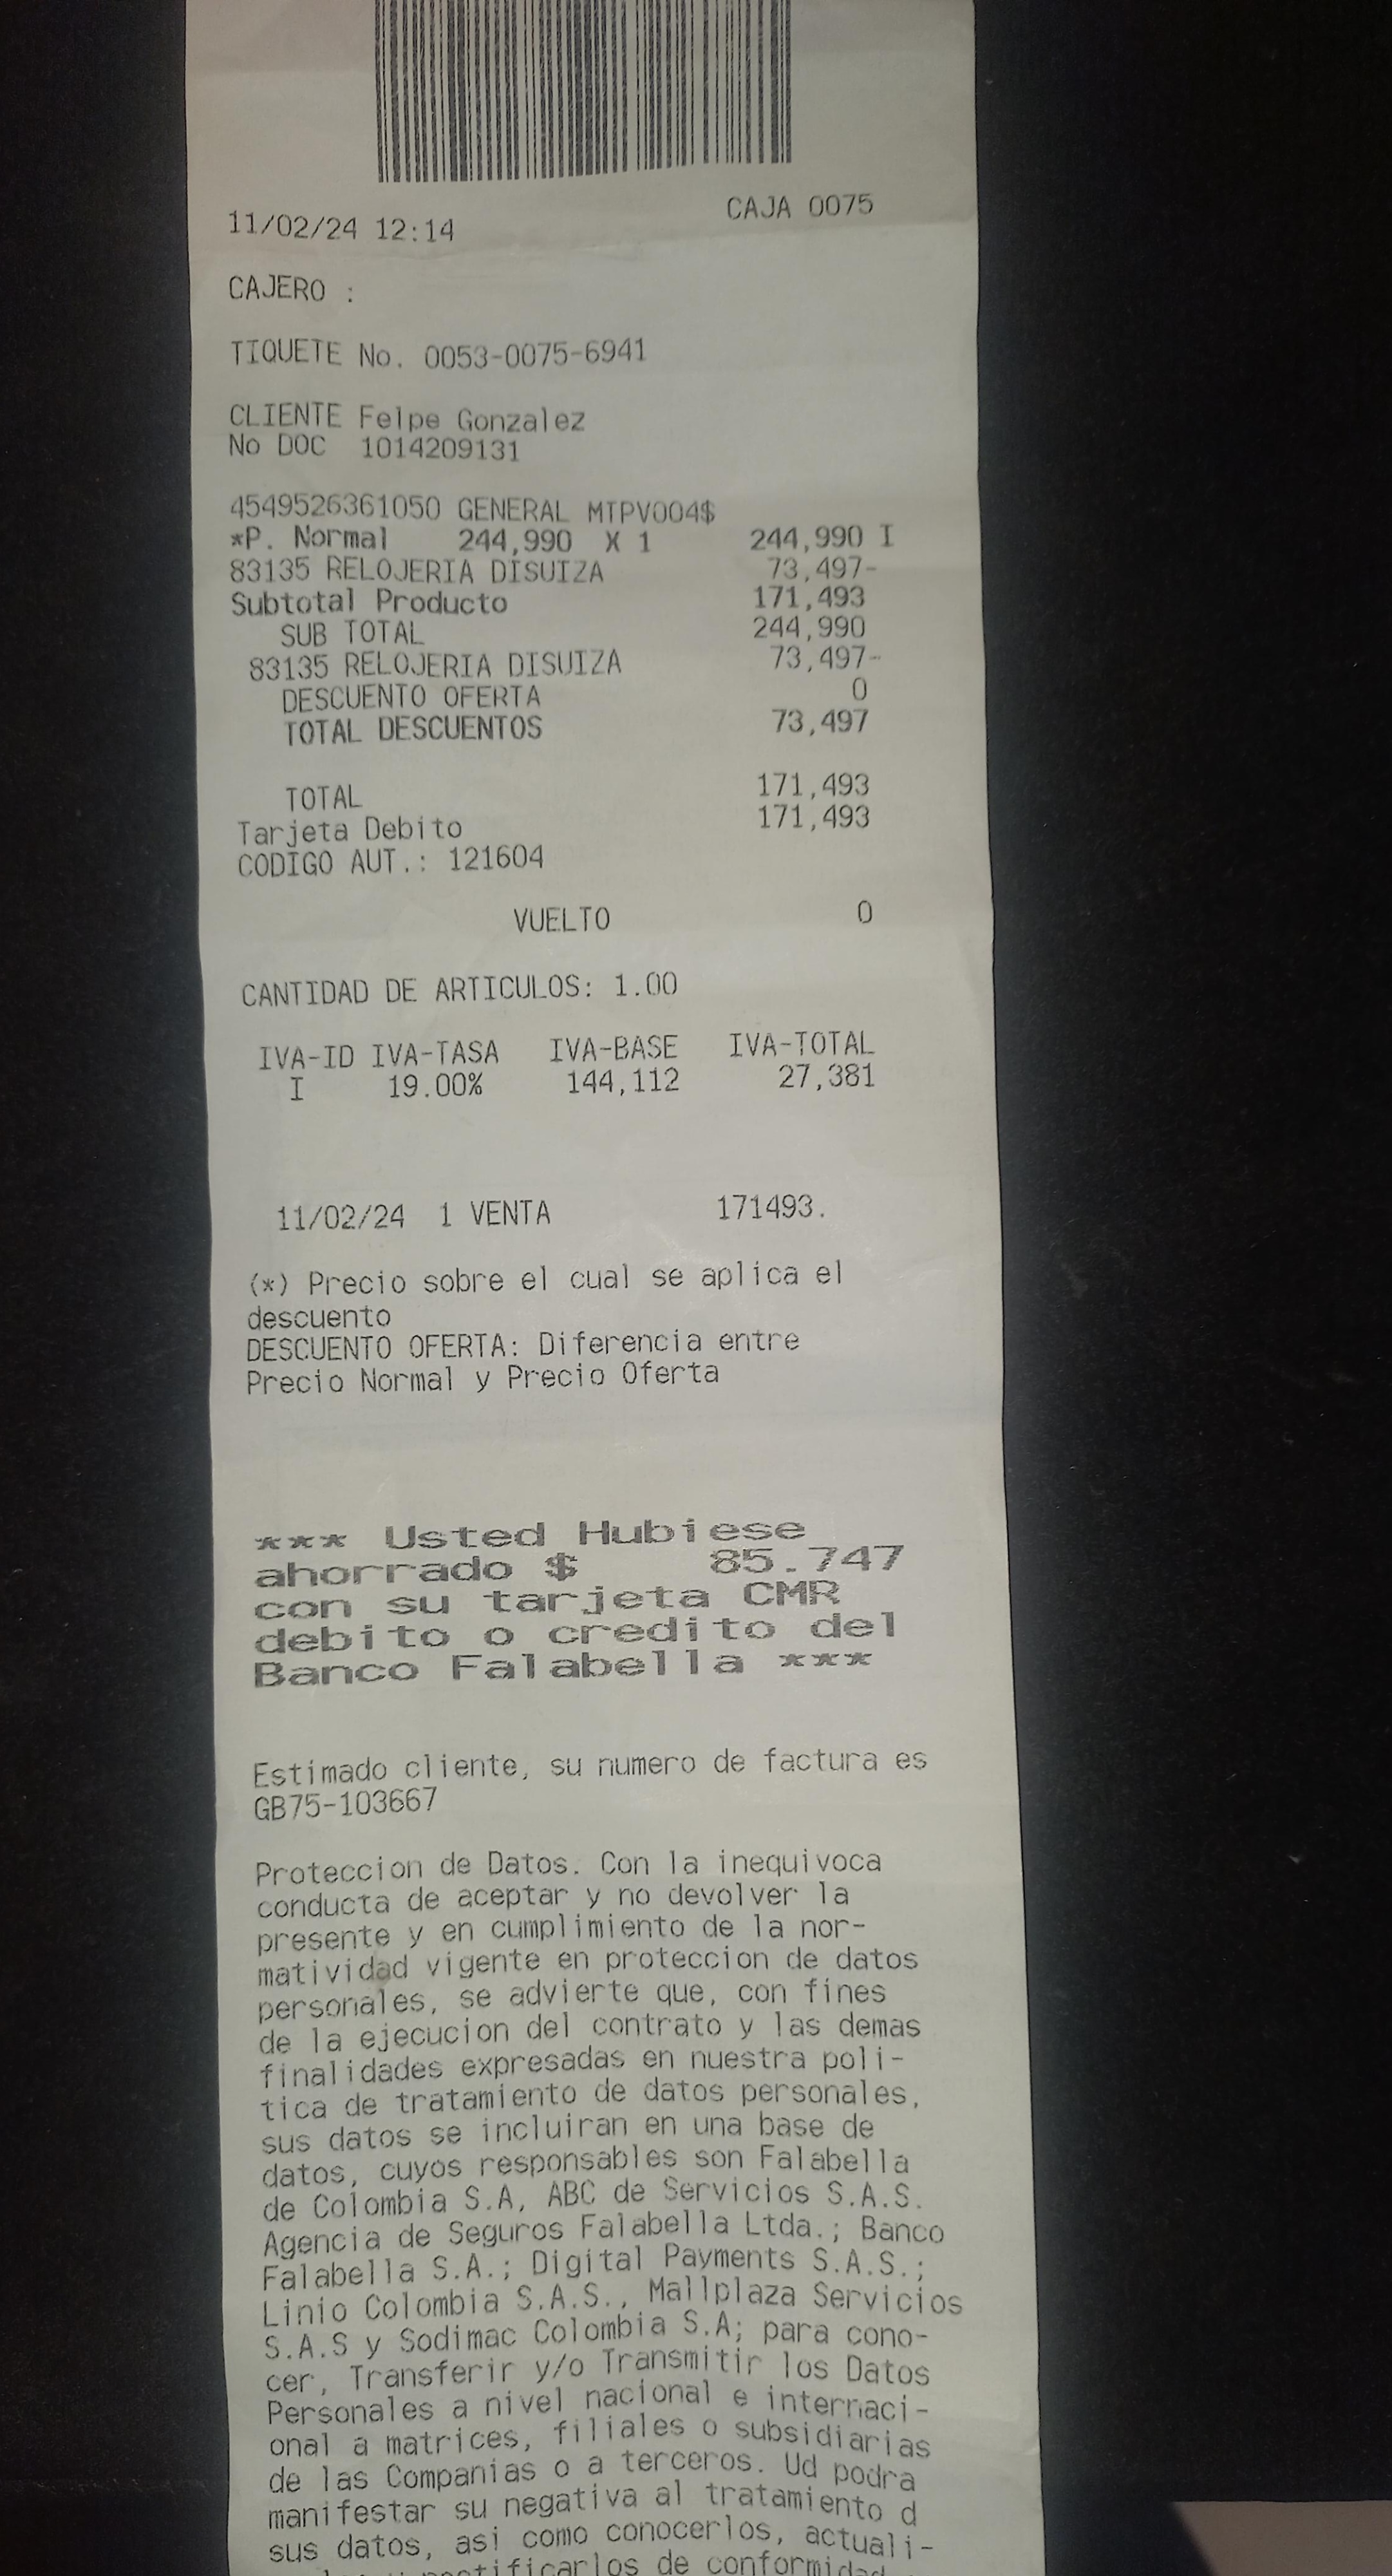 11/02/24 12:14 CAJA 0075
CAJERO :
TIQUETE No. 0053-0075-6941
CLIENTE Felpe Gonzalez
No DOC 1014209131
4549526361050 GENERAL MTPV004$
*P. Normal 244,990 X 1 244,990 I
83135 RELOJERIA DISUIZA 73,497-
Subtotal Producto 171,493
SUB TOTAL 244,990
83135 RELOJERIA DISUIZA 73,497-
DESCUENTO OFERTA 0
TOTAL DESCUENTOS 73,497
TOTAL 171,493
Tarjeta Debito 171,493
CODIGO AUT.: 121604
VUELTO 0
CANTIDAD DE ARTICULOS: 1.00
IVA-ID IVA-TASA IVA-BASE IVA-TOTAL
I 19.00% 144,112 27,381
11/02/24 1 VENTA 171493.
(*) Precio sobre el cual se aplica el
descuento
DESCUENTO OFERTA: Diferencia entre
Precio Normal y Precio Oferta
*** Usted Hubiese
ahorrado $ 85.747
con su tarjeta CMR
debito o credito del
Banco Falabella ***
Estimado cliente, su numero de factura es
GB75-103667
Proteccion de Datos. Con la inequivoca
conducta de aceptar y no devolver la
presente y en cumplimiento de la nor-
matividad vigente en proteccion de datos
personales, se advierte que, con fines
de la ejecucion del contrato y las demas
finalidades expresadas en nuestra poli-
tica de tratamiento de datos personales,
sus datos se incluiran en una base de
datos, cuyos responsables son Falabella
de Colombia S.A, ABC de Servicios S.A.S.
Agencia de Seguros Falabella Ltda.; Banco
Falabella S.A.; Digital Payments S.A.S.;
Linio Colombia S.A.S., Mallplaza Servicios
S.A.S y Sodimac Colombia S.A; para cono-
cer, Transferir y/o Transmitir los Datos
Personales a nivel nacional e internaci-
onal a matrices, filiales o subsidiarias
de las Companias o a terceros. Ud podra
manifestar su negativa al tratamiento d
sus datos, asi como conocerlos, actuali-
de conformidad